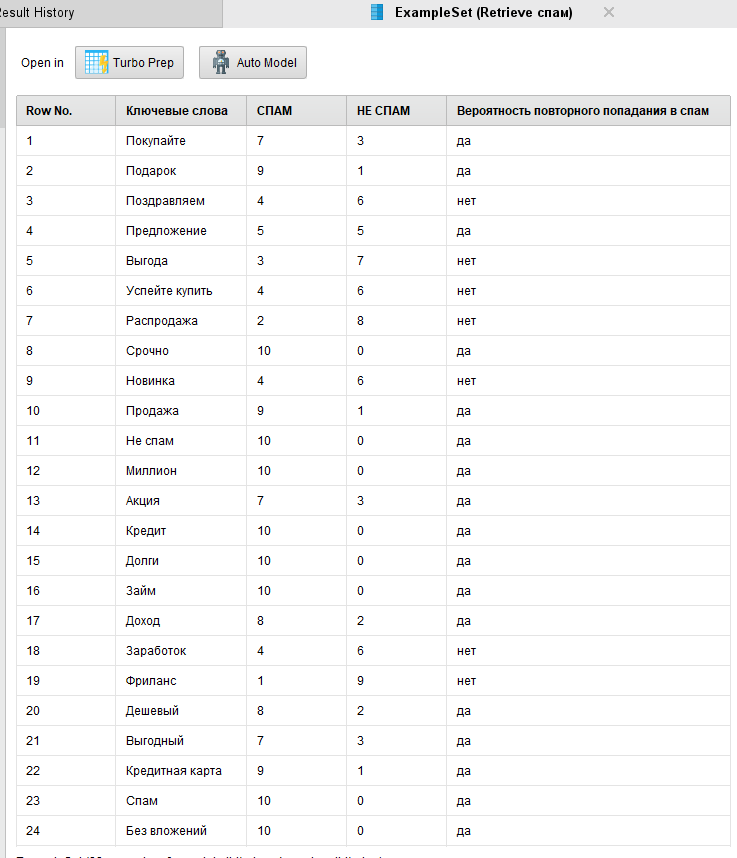 Result History
ExampleSet (Retrieve спам)
Open in Turbo Prep Auto Model
Row No. Ключевые слова СПАМ НЕ СПАМ Вероятность повторного попадания в спам
1 Покупайте 7 3 да
2 Подарок 9 1 да
3 Поздравляем 4 6 нет
4 Предложение 5 5 да
5 Выгода 3 7 нет
6 Успейте купить 4 6 нет
7 Распродажа 2 8 нет
8 Срочно 10 0 да
9 Новинка 4 6 нет
10 Продажа 9 1 да
11 Не спам 10 0 да
12 Миллион 10 0 да
13 Акция 7 3 да
14 Кредит 10 0 да
15 Долги 10 0 да
16 Займ 10 0 да
17 Доход 8 2 да
18 Заработок 4 6 нет
19 Фриланс 1 9 нет
20 Дешевый 8 2 да
21 Выгодный 7 3 да
22 Кредитная карта 9 1 да
23 Спам 10 0 да
24 Без вложений 10 0 да